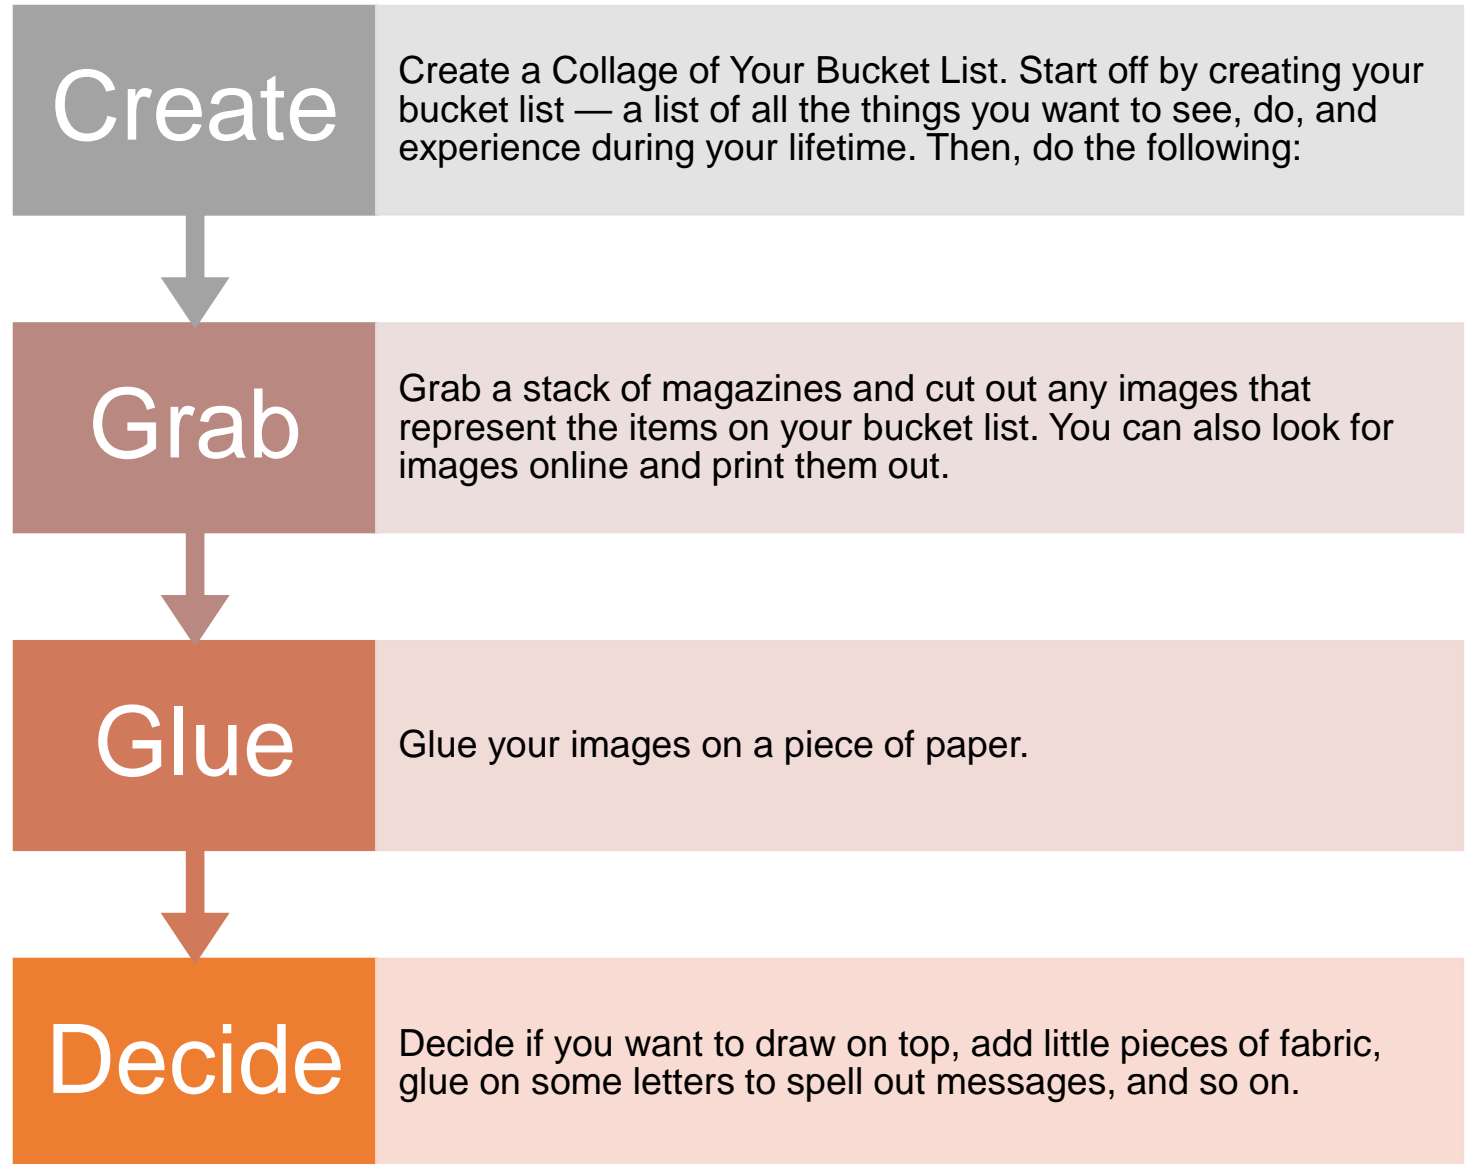 Create
Create a Collage of Your Bucket List. Start off by creating your
bucket list — a list of all the things you want to see, do, and
experience during your lifetime. Then, do the following:
Grab
Grab a stack of magazines and cut out any images that
represent the items on your bucket list. You can also look for
images online and print them out.
Glue
Glue your images on a piece of paper.
Decide
Decide if you want to draw on top, add little pieces of fabric,
glue on some letters to spell out messages, and so on.